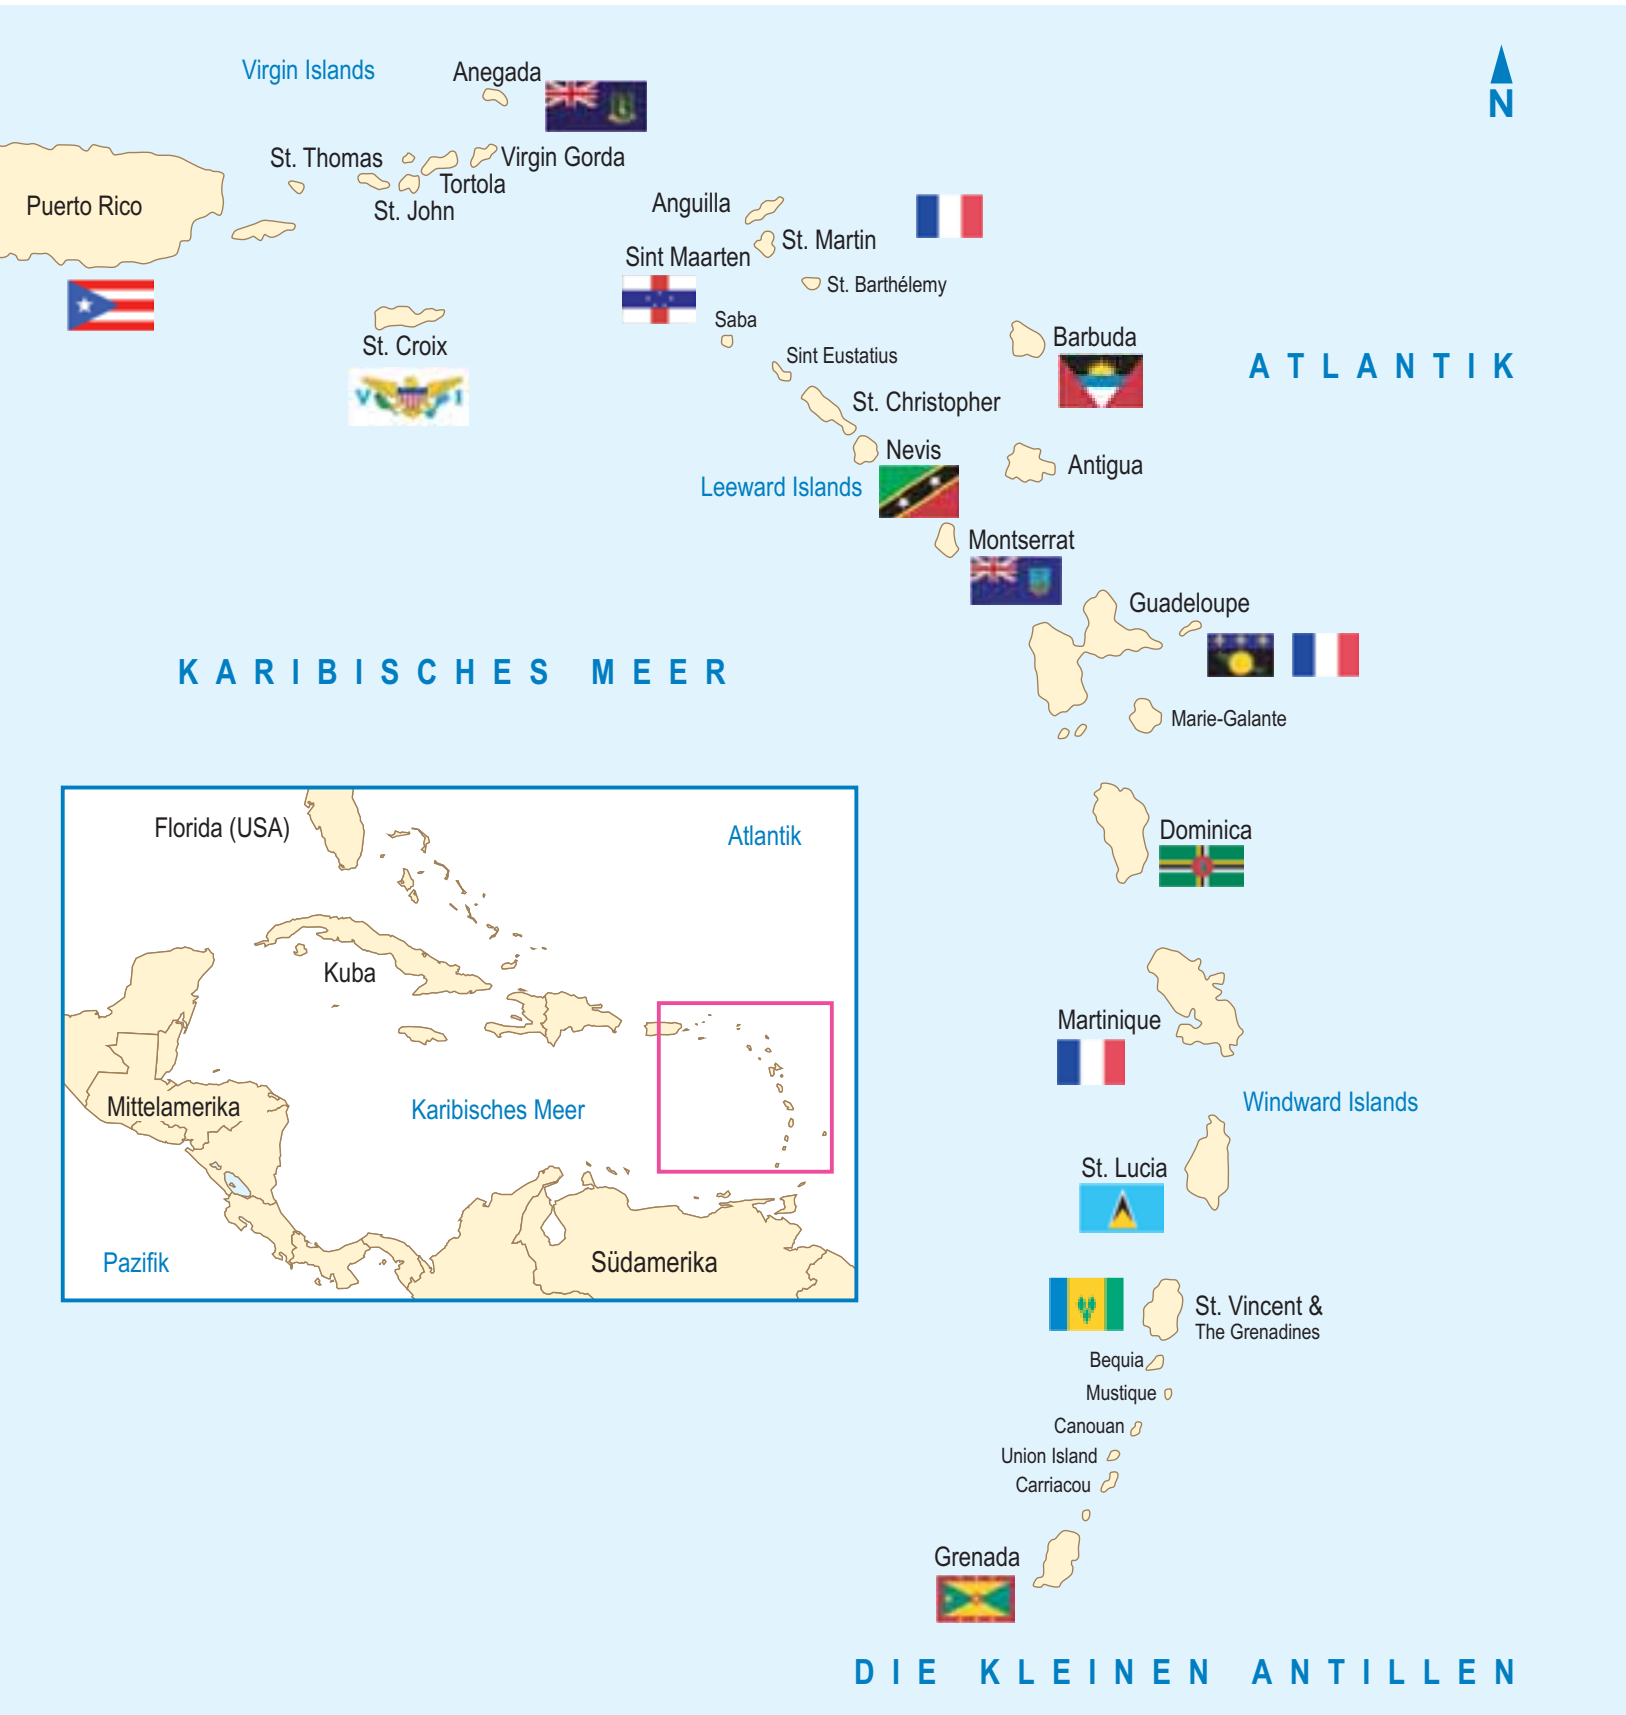 Virgin Islands
Anegada
N
St. Thomas
Virgin Gorda
Tortola
St. John
Puerto Rico
Anguilla
St. Martin
Sint Maarten
St. Barthélemy
Saba
St. Croix
V I
Sint Eustatius
Barbuda
ATLANTIK
St. Christopher
Nevis
Antigua
Leeward Islands
Montserrat
Guadeloupe
KARIBISCHES MEER
Marie-Galante
Florida (USA)
Atlantik
Kuba
Mittelamerika
Karibisches Meer
Pazifik
Südamerika
Dominica
Martinique
Windward Islands
St. Lucia
St. Vincent &
The Grenadines
Bequia
Mustique
Canouan
Union Island
Carriacou
Grenada
DIE KLEINEN ANTILLEN